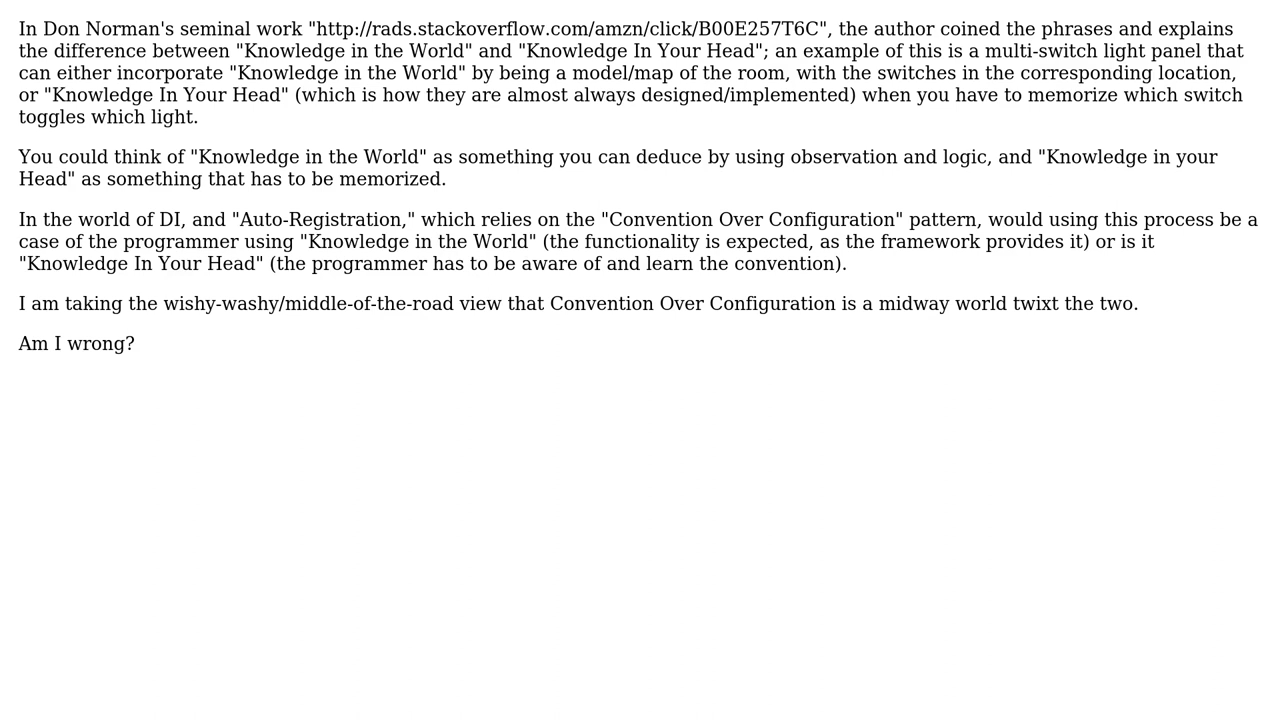 In Don Norman's seminal work "http://rads.stackoverflow.com/amzn/click/B00E257T6C", the author coined the phrases and explains
the difference between "Knowledge in the World" and "Knowledge In Your Head"; an example of this is a multi-switch light panel that
can either incorporate "Knowledge in the World" by being a model/map of the room, with the switches in the corresponding location,
or "Knowledge In Your Head" (which is how they are almost always designed/implemented) when you have to memorize which switch
toggles which light.
You could think of "Knowledge in the World" as something you can deduce by using observation and logic, and "Knowledge in your
Head" as something that has to be memorized.
In the world of DI, and "Auto-Registration," which relies on the "Convention Over Configuration" pattern, would using this process be a
case of the programmer using "Knowledge in the World" (the functionality is expected, as the framework provides it) or is it
"Knowledge In Your Head" (the programmer has to be aware of and learn the convention).
I am taking the wishy-washy/middle-of-the-road view that Convention Over Configuration is a midway world twixt the two.
Am I wrong?